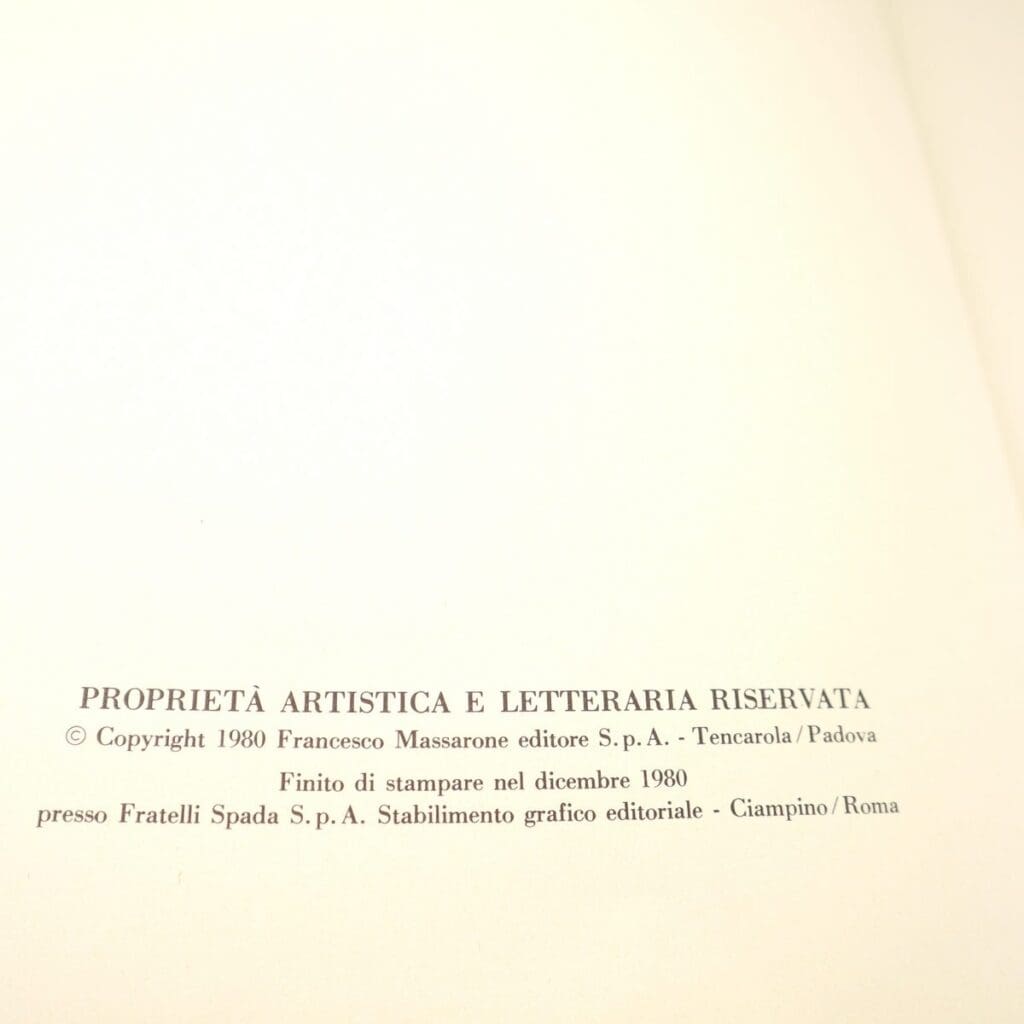 PROPRIETÀ ARTISTICA E LETTERARIA RISERVATA
© Copyright 1980 Francesco Massarone editore S.p.A. - Tencarola/Padova
Finito di stampare nel dicembre 1980
presso Fratelli Spada S.p.A. Stabilimento grafico editoriale - Ciampino/Roma